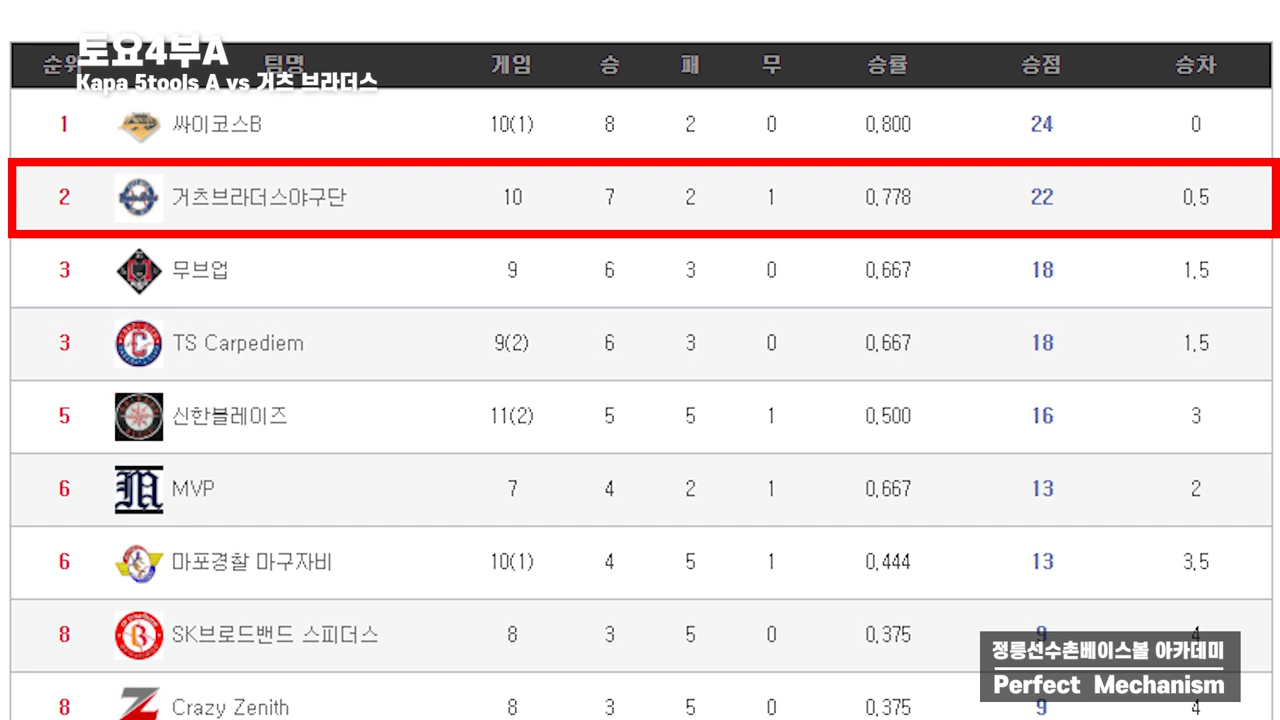 토요4부A
Kapa 5tools A vs 거츠 브라더스
순위 팀명 게임 승 패 무 승률 승점 승차
1 싸이코스B 10(1) 8 2 0 0.800 24 0
2 거츠브라더스야구단 10 7 2 1 0.778 22 0.5
3 무브업 9 6 3 0 0.667 18 1.5
3 TS Carpediem 9(2) 6 3 0 0.667 18 1.5
5 신한블레이즈 11(2) 5 5 1 0.500 16 3
6 MVP 7 4 2 1 0.667 13 2
6 마포경찰 마구자비 10(1) 4 5 1 0.444 13 3.5
8 SK브로드밴드 스피더스 8 3 5 0 0.375 9 4
8 Crazy Zenith 8 3 5 0 0.375 9 4
정릉선수촌베이스볼 아카데미
Perfect Mechanism